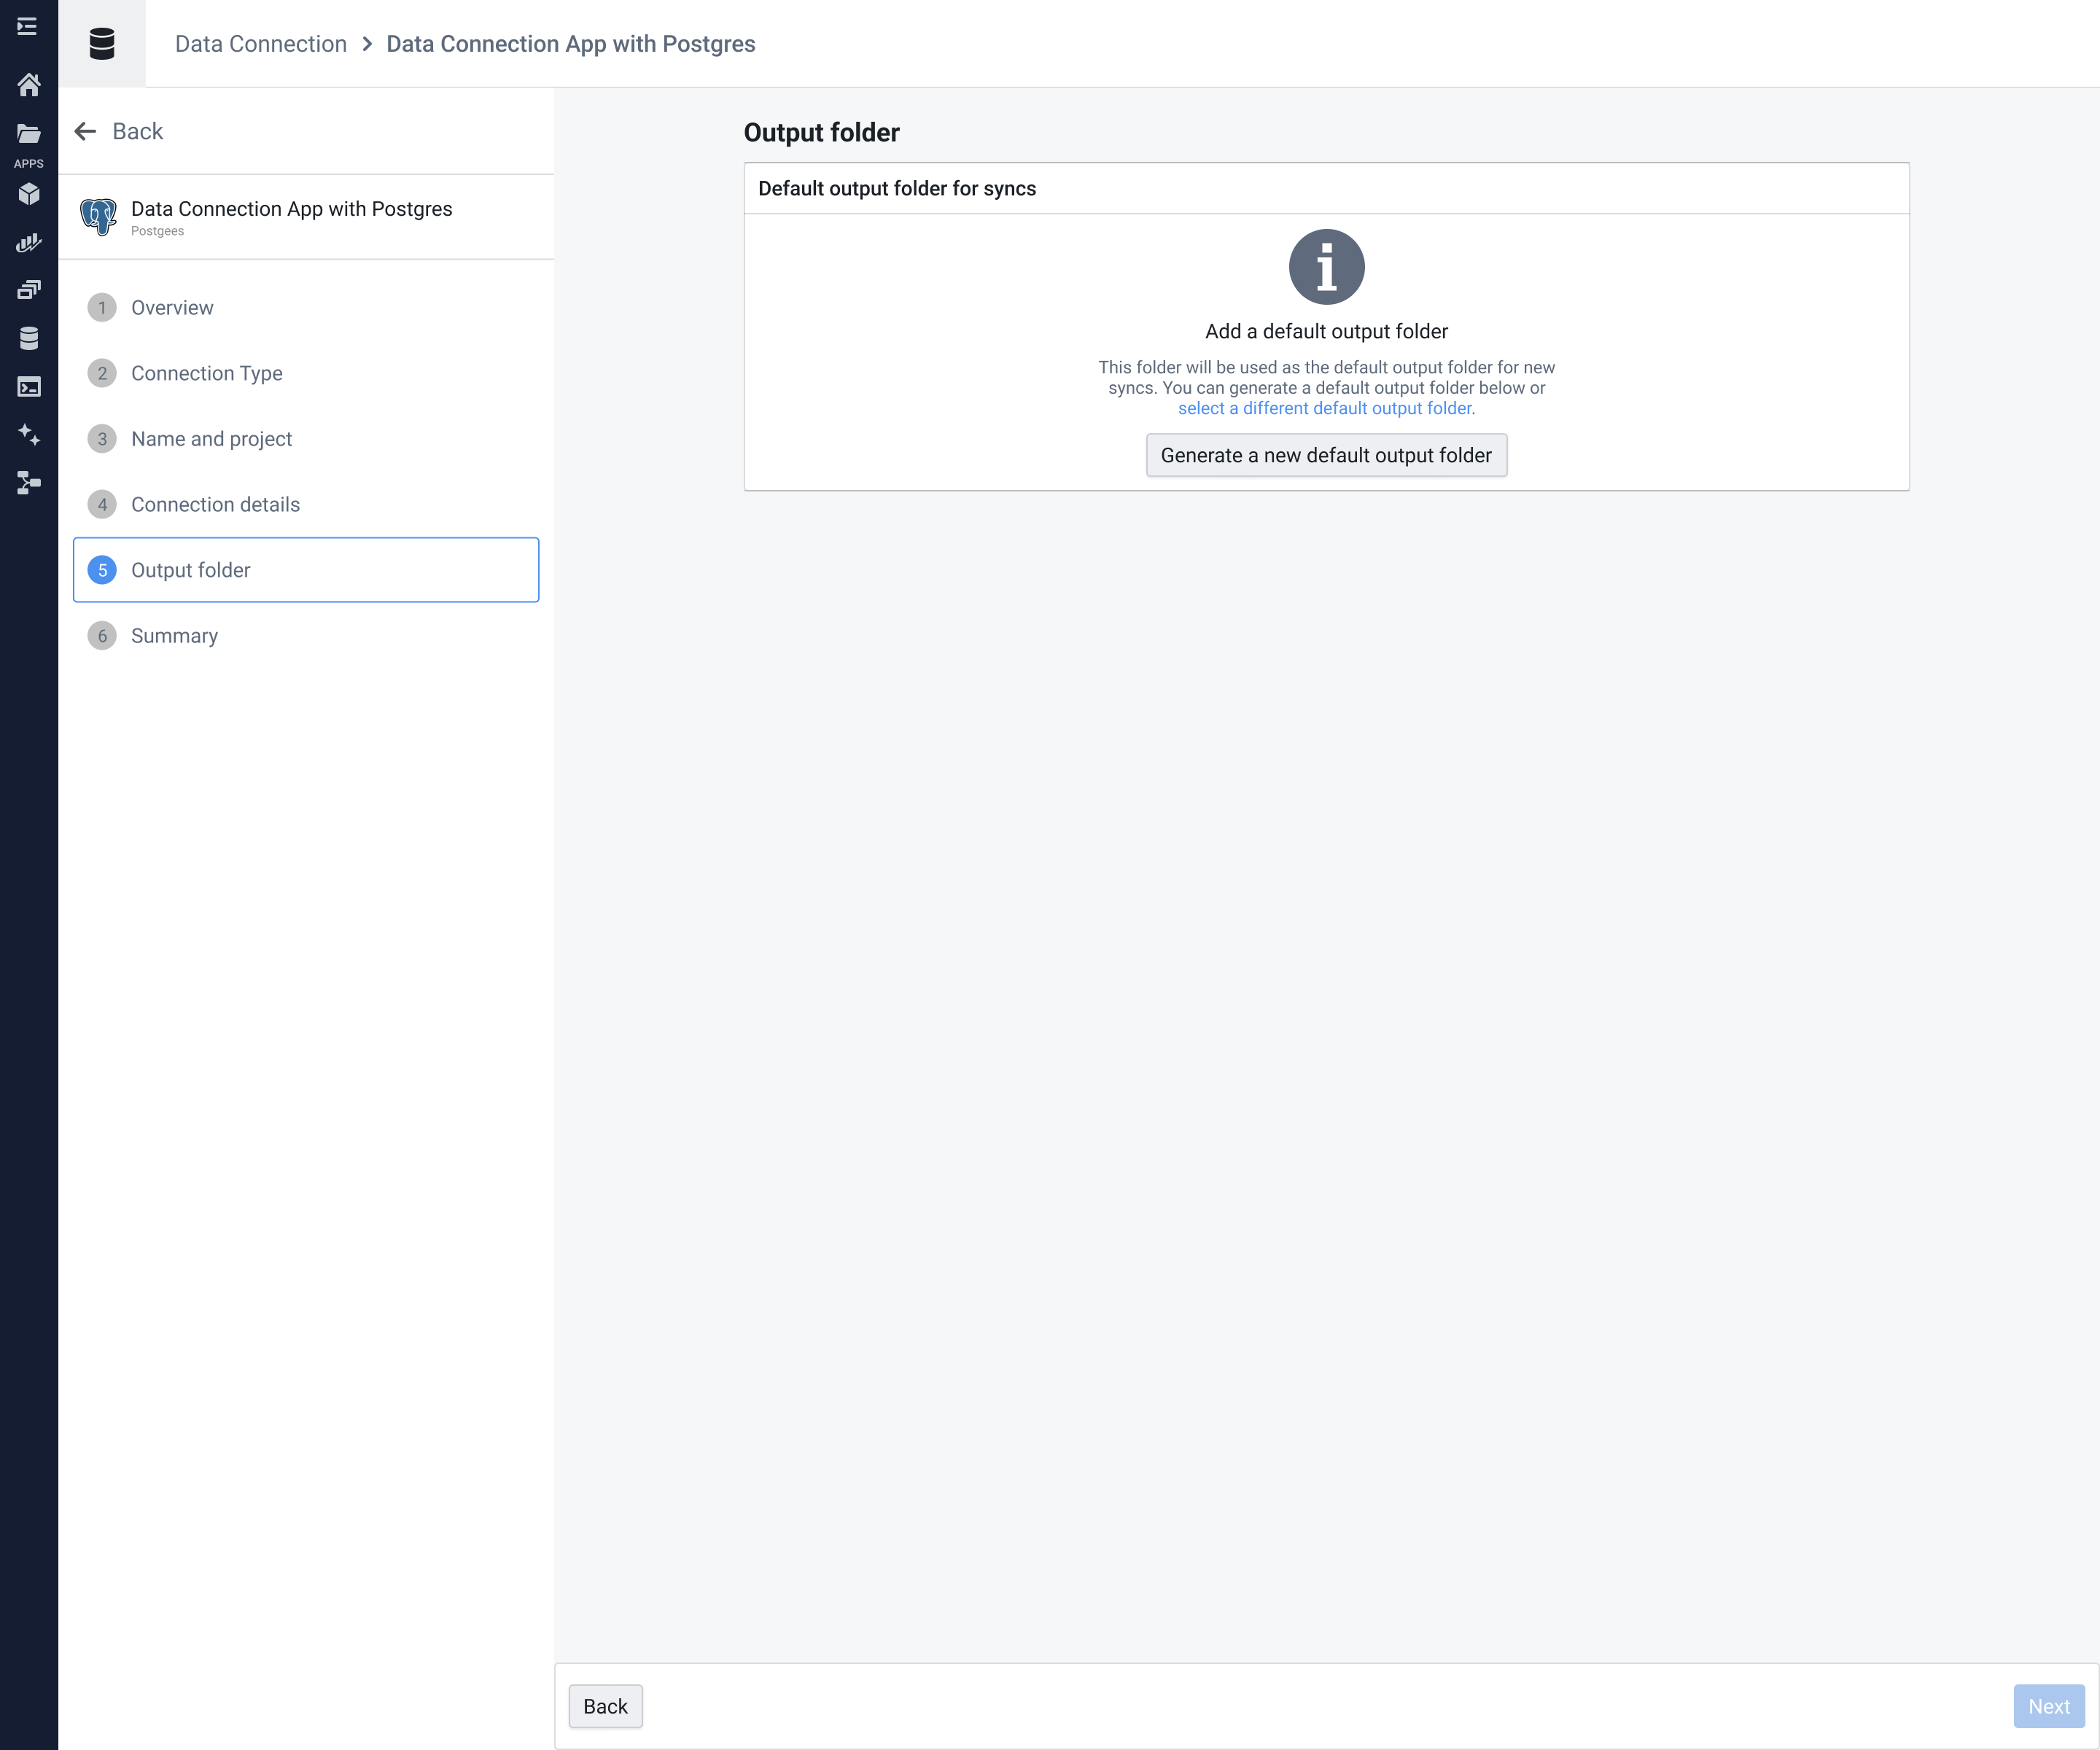 Data Connection > Data Connection App with Postgres
APPS
Back
Data Connection App with Postgres
Postgees
1 Overview
2 Connection Type
3 Name and project
4 Connection details
5 Output folder
6 Summary
Output folder
Default output folder for syncs
Add a default output folder
This folder will be used as the default output folder for new
syncs. You can generate a default output folder below or
select a different default output folder.
Generate a new default output folder
Back
Next